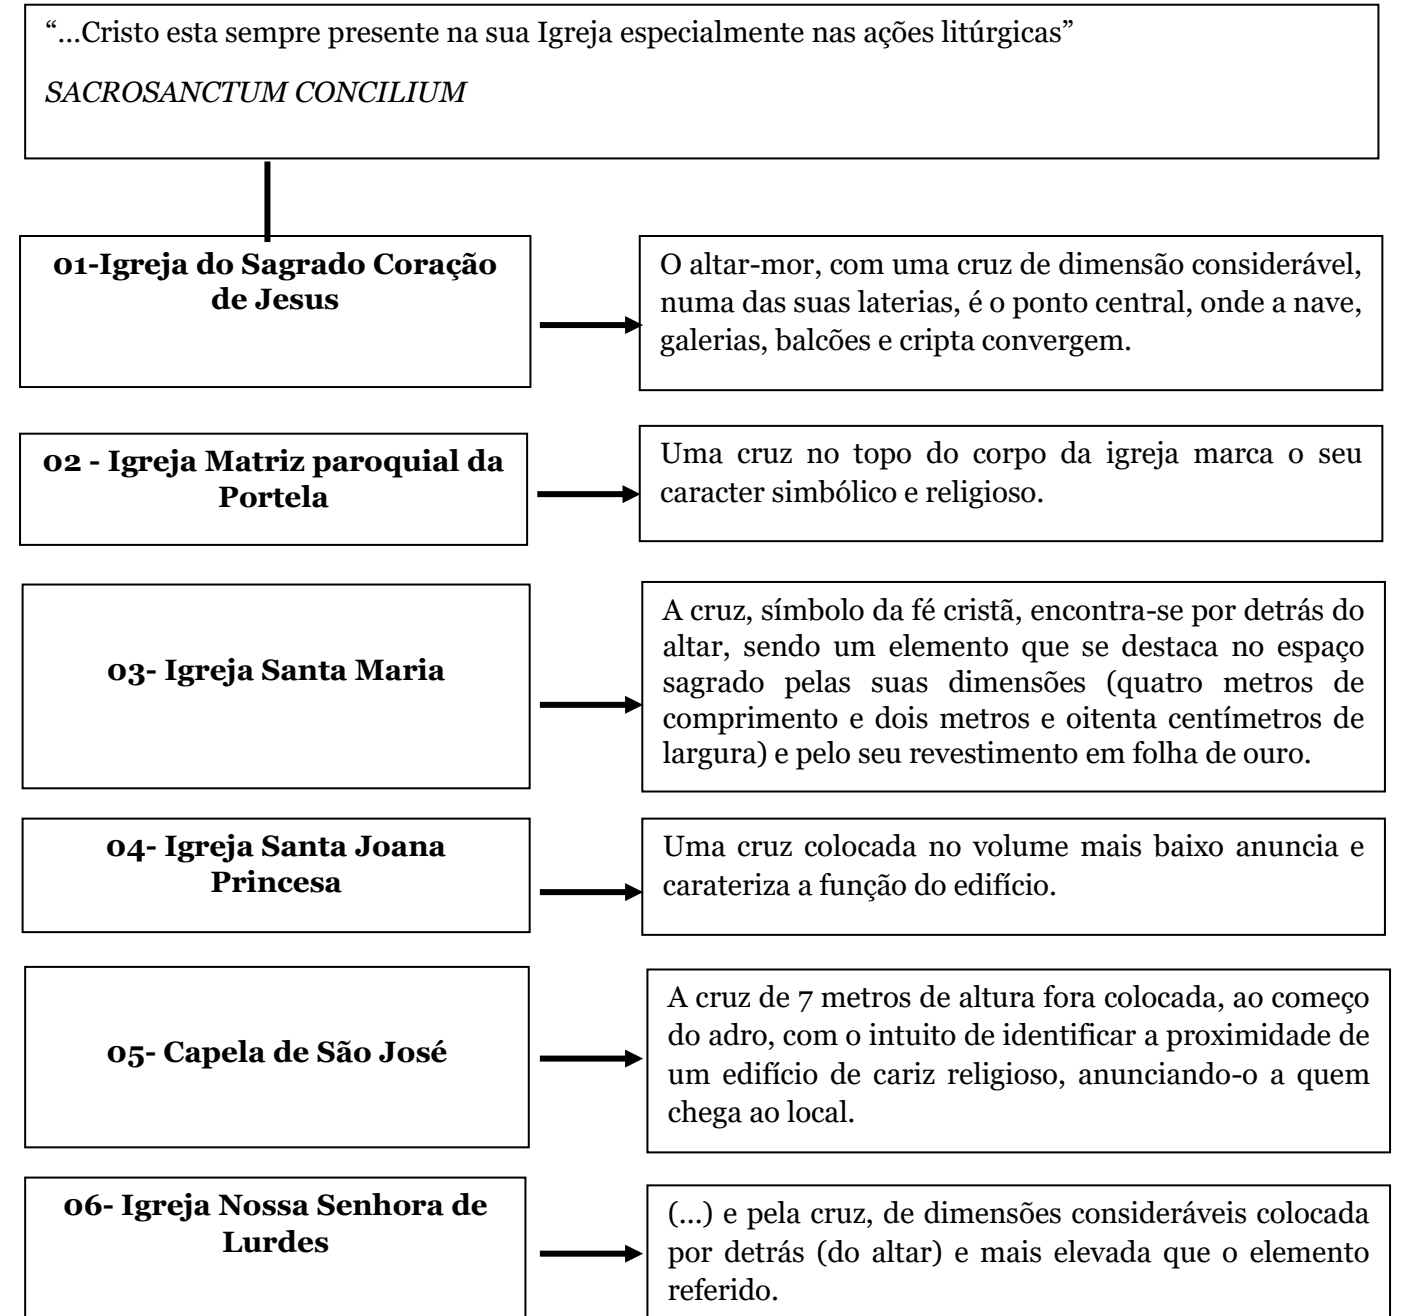 “…Cristo esta sempre presente na sua Igreja especialmente nas ações litúrgicas”
SACROSANCTUM CONCILIUM
01-Igreja do Sagrado Coração
de Jesus
O altar-mor, com uma cruz de dimensão considerável,
numa das suas laterias, é o ponto central, onde a nave,
galerias, balcões e cripta convergem.
02 - Igreja Matriz paroquial da
Portela
Uma cruz no topo do corpo da igreja marca o seu
caracter simbólico e religioso.
03- Igreja Santa Maria
A cruz, símbolo da fé cristã, encontra-se por detrás do
altar, sendo um elemento que se destaca no espaço
sagrado pelas suas dimensões (quatro metros de
comprimento e dois metros e oitenta centímetros de
largura) e pelo seu revestimento em folha de ouro.
04- Igreja Santa Joana
Princesa
Uma cruz colocada no volume mais baixo anuncia e
carateriza a função do edifício.
05- Capela de São José
A cruz de 7 metros de altura fora colocada, ao começo
do adro, com o intuito de identificar a proximidade de
um edifício de cariz religioso, anunciando-o a quem
chega ao local.
06- Igreja Nossa Senhora de
Lurdes
(…) e pela cruz, de dimensões consideráveis colocada
por detrás (do altar) e mais elevada que o elemento
referido.